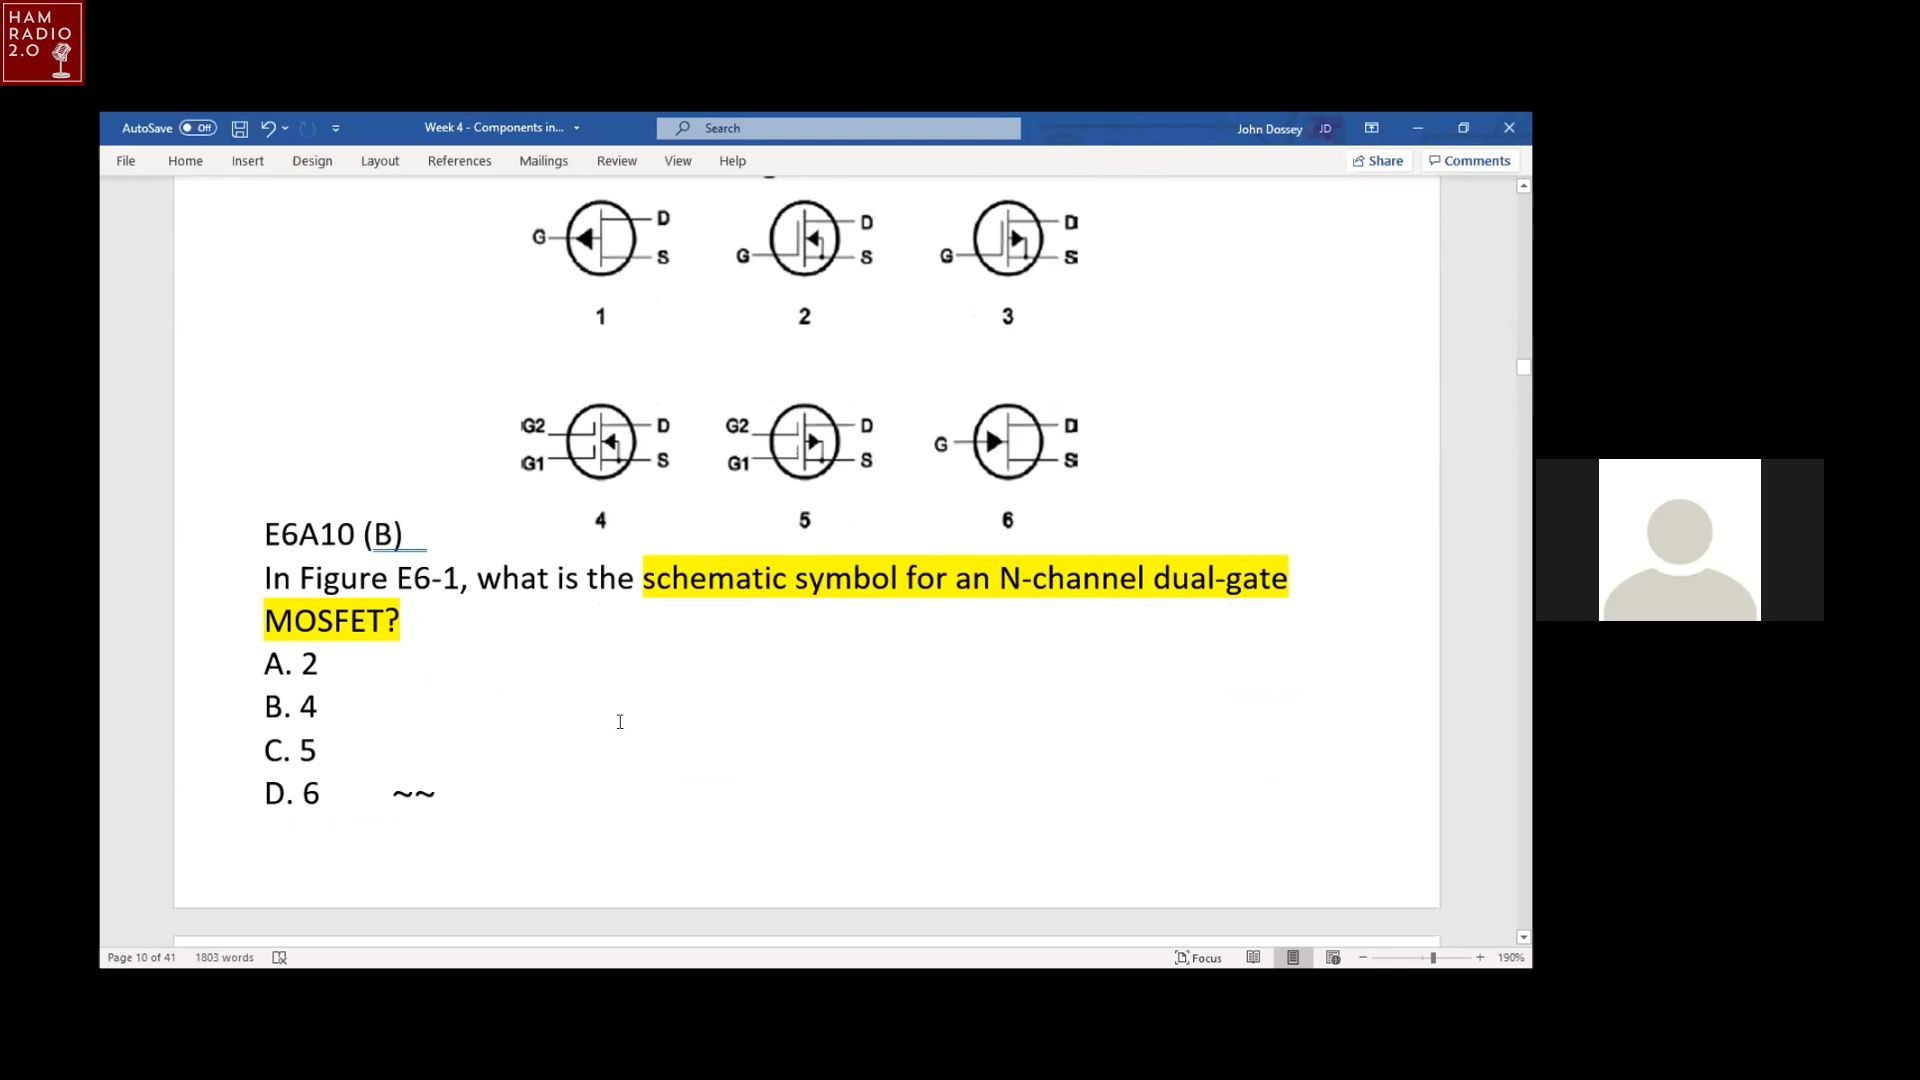 HAM
RADIO
2.0
AutoSave Off
Week 4 - Components in...
Search
John Dossey JD
File Home Insert Design Layout References Mailings Review View Help
Share Comments
G D S
G D S
G D S
1 2 3
G2 G1 D S
G2 G1 D S
G D S
4 5 6
E6A10 (B)
In Figure E6-1, what is the schematic symbol for an N-channel dual-gate
MOSFET?
A. 2
B. 4
C. 5
D. 6 ~~
Page 10 of 41 1803 words
Focus
190%